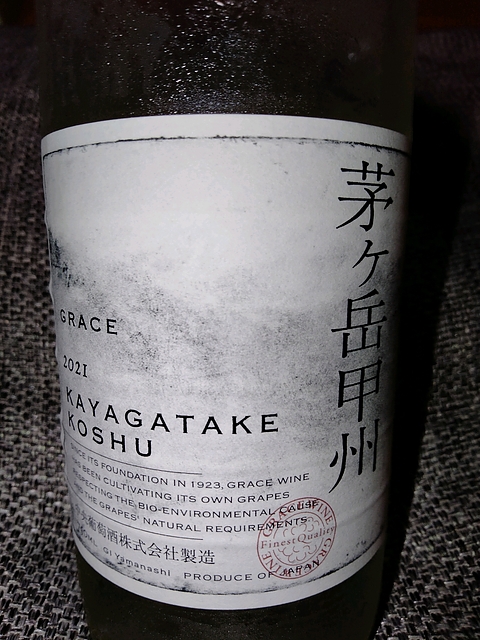 茅ヶ岳甲州
GRACE
2021
KAYAGATAKE
KOSHU
SINCE ITS FOUNDATION IN 1923, GRACE WINE
HAS BEEN CULTIVATING ITS OWN GRAPES
RESPECTING THE BIO-ENVIRONMENTAL CAUSE
AND THE GRAPES' NATURAL REQUIREMENTS.
葡萄酒株式会社製造
GI Yamanashi PRODUCE OF JAPAN
GRACE WINE
Finest Quality